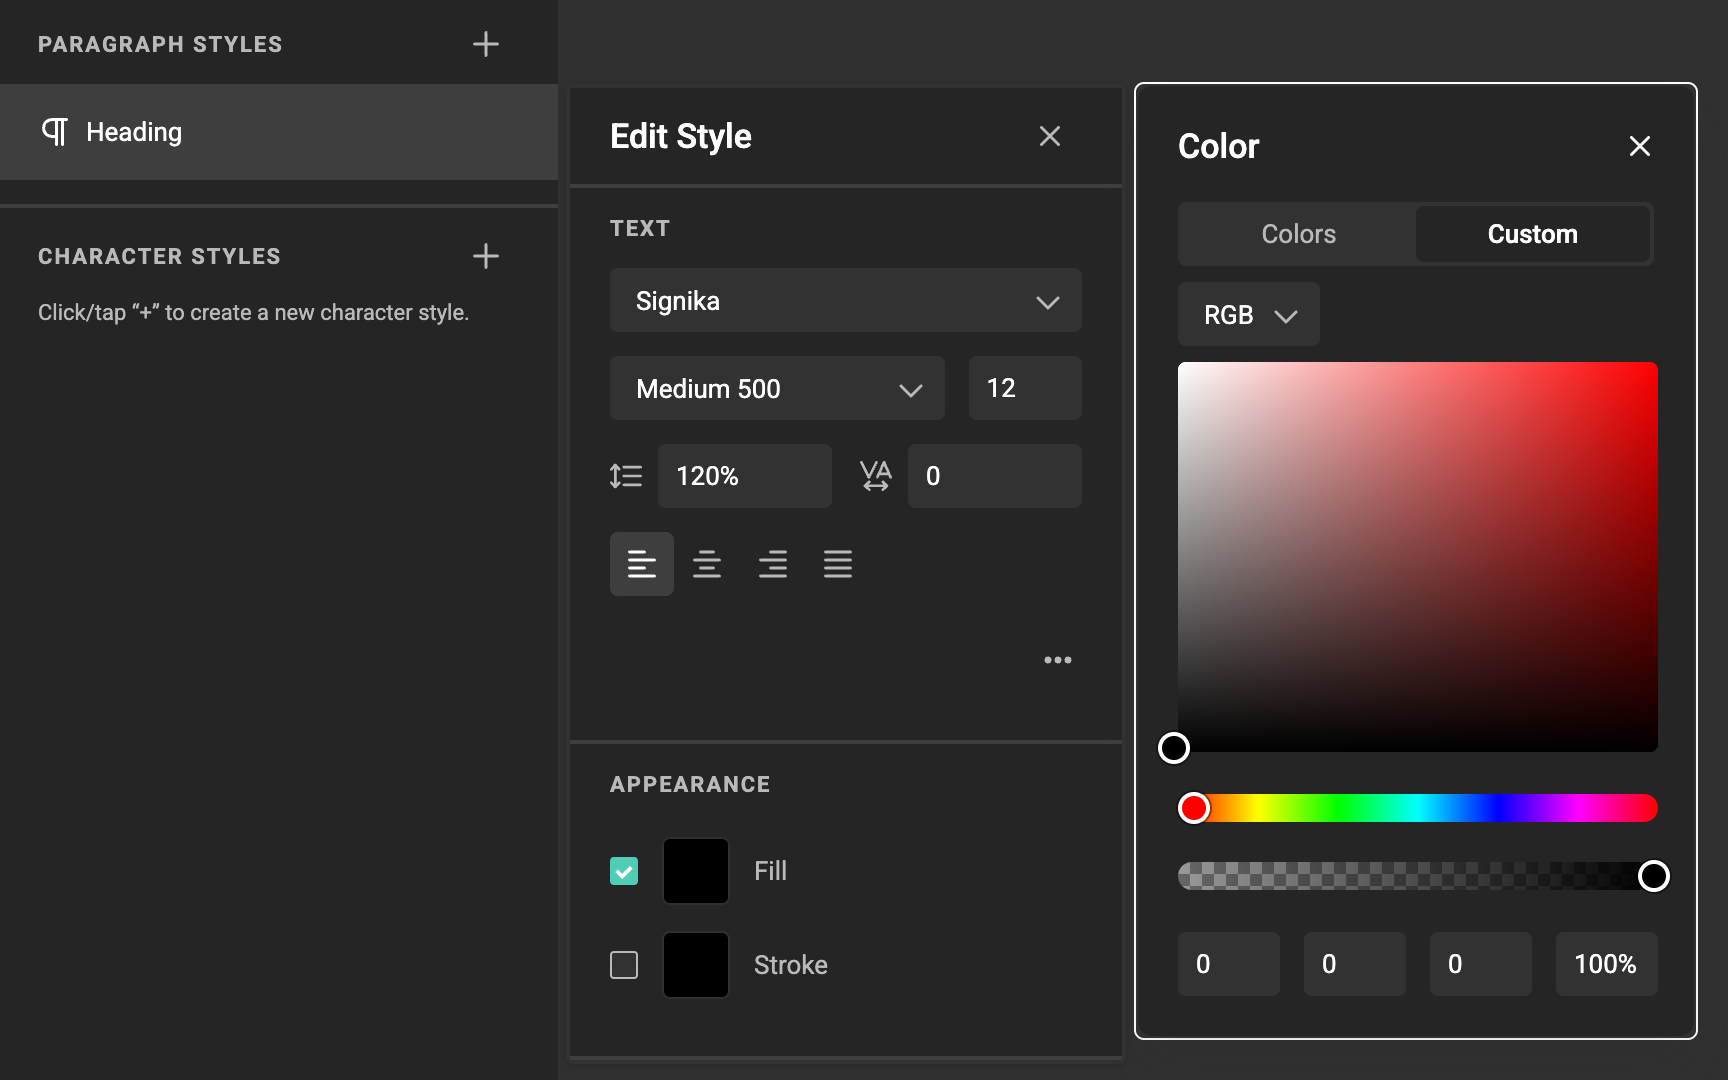 PARAGRAPH STYLES
Heading
CHARACTER STYLES
Click/tap “+” to create a new character style.
Edit Style
TEXT
Signika
Medium 500
12
120%
VA
0
APPEARANCE
Fill
Stroke
Color
Colors
Custom
RGB
0
0
0
100%